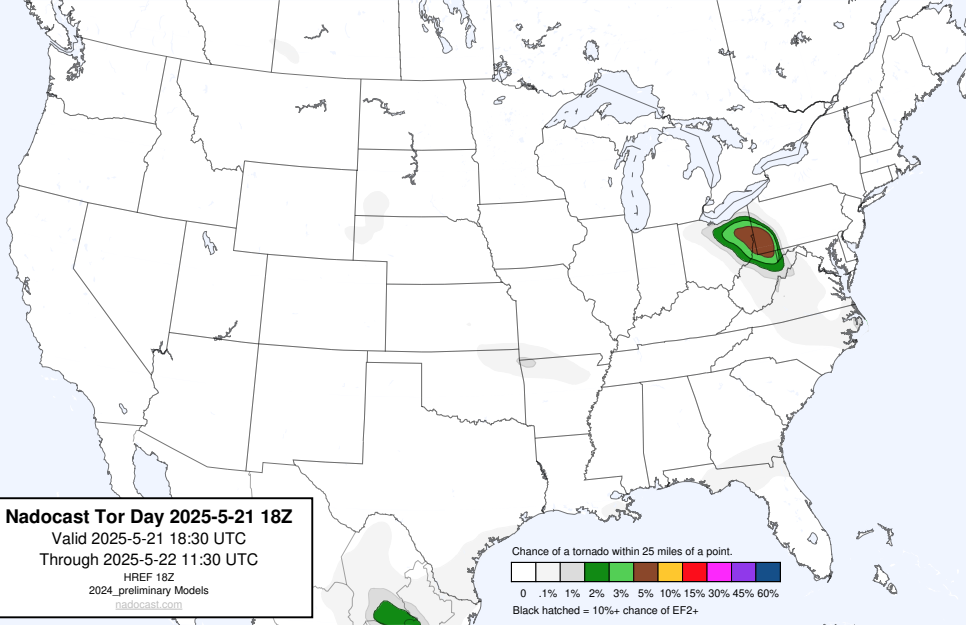 Nadocast Tor Day 2025-5-21 18Z
Valid 2025-5-21 18:30 UTC
Through 2025-5-22 11:30 UTC
HREF 18Z
2024_preliminary Models
nadocast.com
Chance of a tornado within 25 miles of a point.
0 .1% 1% 2% 3% 5% 10% 15% 30% 45% 60%
Black hatched = 10%+ chance of EF2+